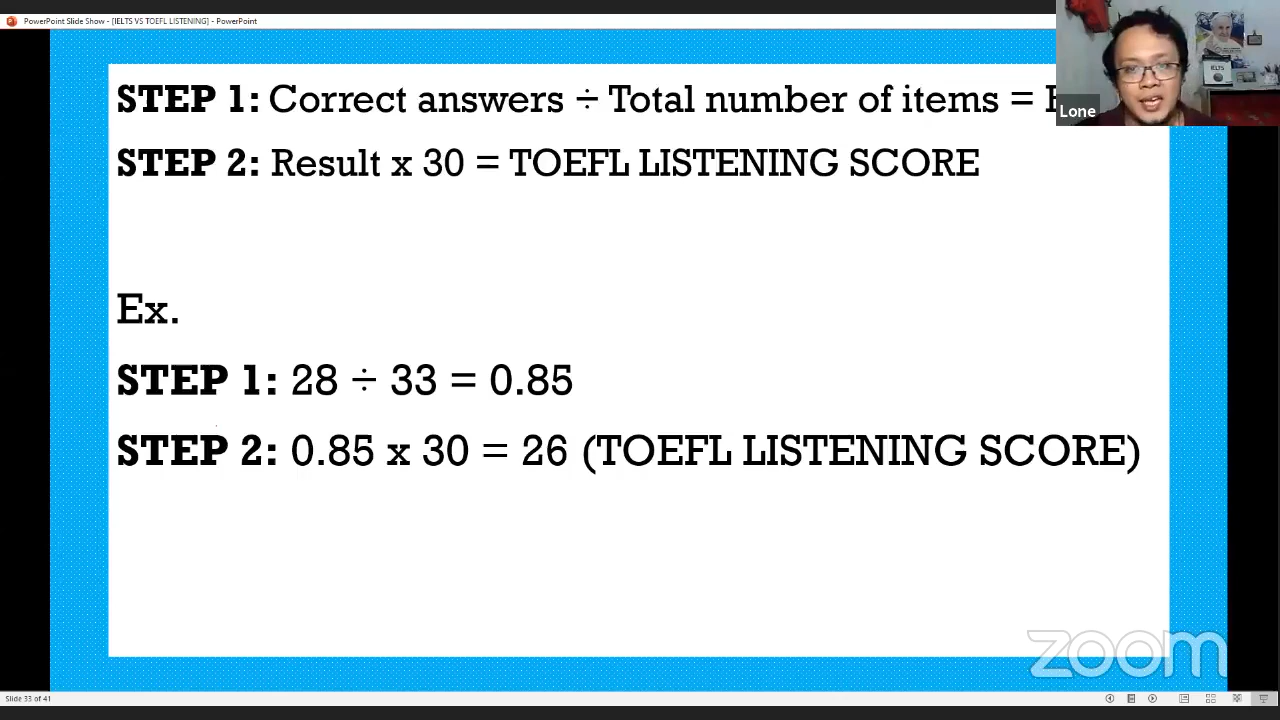 PowerPoint Slide Show - [IELTS VS TOEFL LISTENING] - PowerPoint
STEP 1: Correct answers ÷ Total number of items =
Lone
IELTS
STEP 2: Result x 30 = TOEFL LISTENING SCORE
Ex.
STEP 1: 28 ÷ 33 = 0.85
STEP 2: 0.85 x 30 = 26 (TOEFL LISTENING SCORE)
zoom
Slide 33 of 41